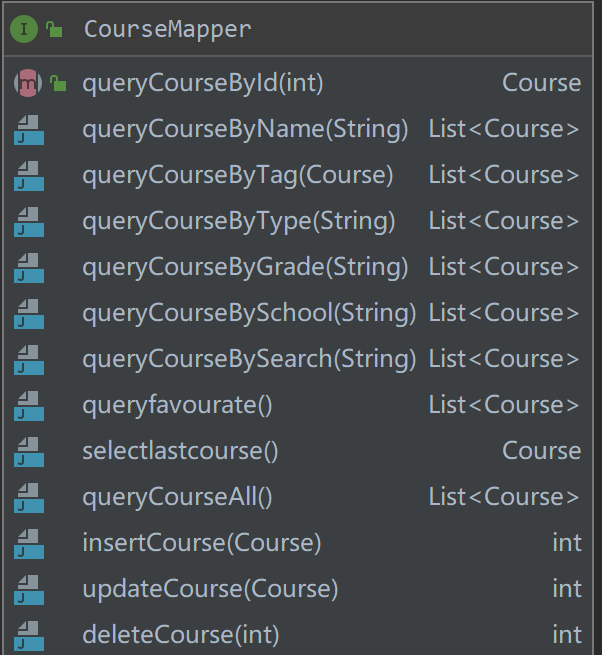 I CourseMapper
m queryCourseById(int) Course
J queryCourseByName(String) List<Course>
J queryCourseByTag(Course) List<Course>
J queryCourseByType(String) List<Course>
J queryCourseByGrade(String) List<Course>
J queryCourseBySchool(String) List<Course>
J queryCourseBySearch(String) List<Course>
J queryfavourate() List<Course>
J selectlastcourse() Course
J queryCourseAll() List<Course>
J insertCourse(Course) int
J updateCourse(Course) int
J deleteCourse(int) int